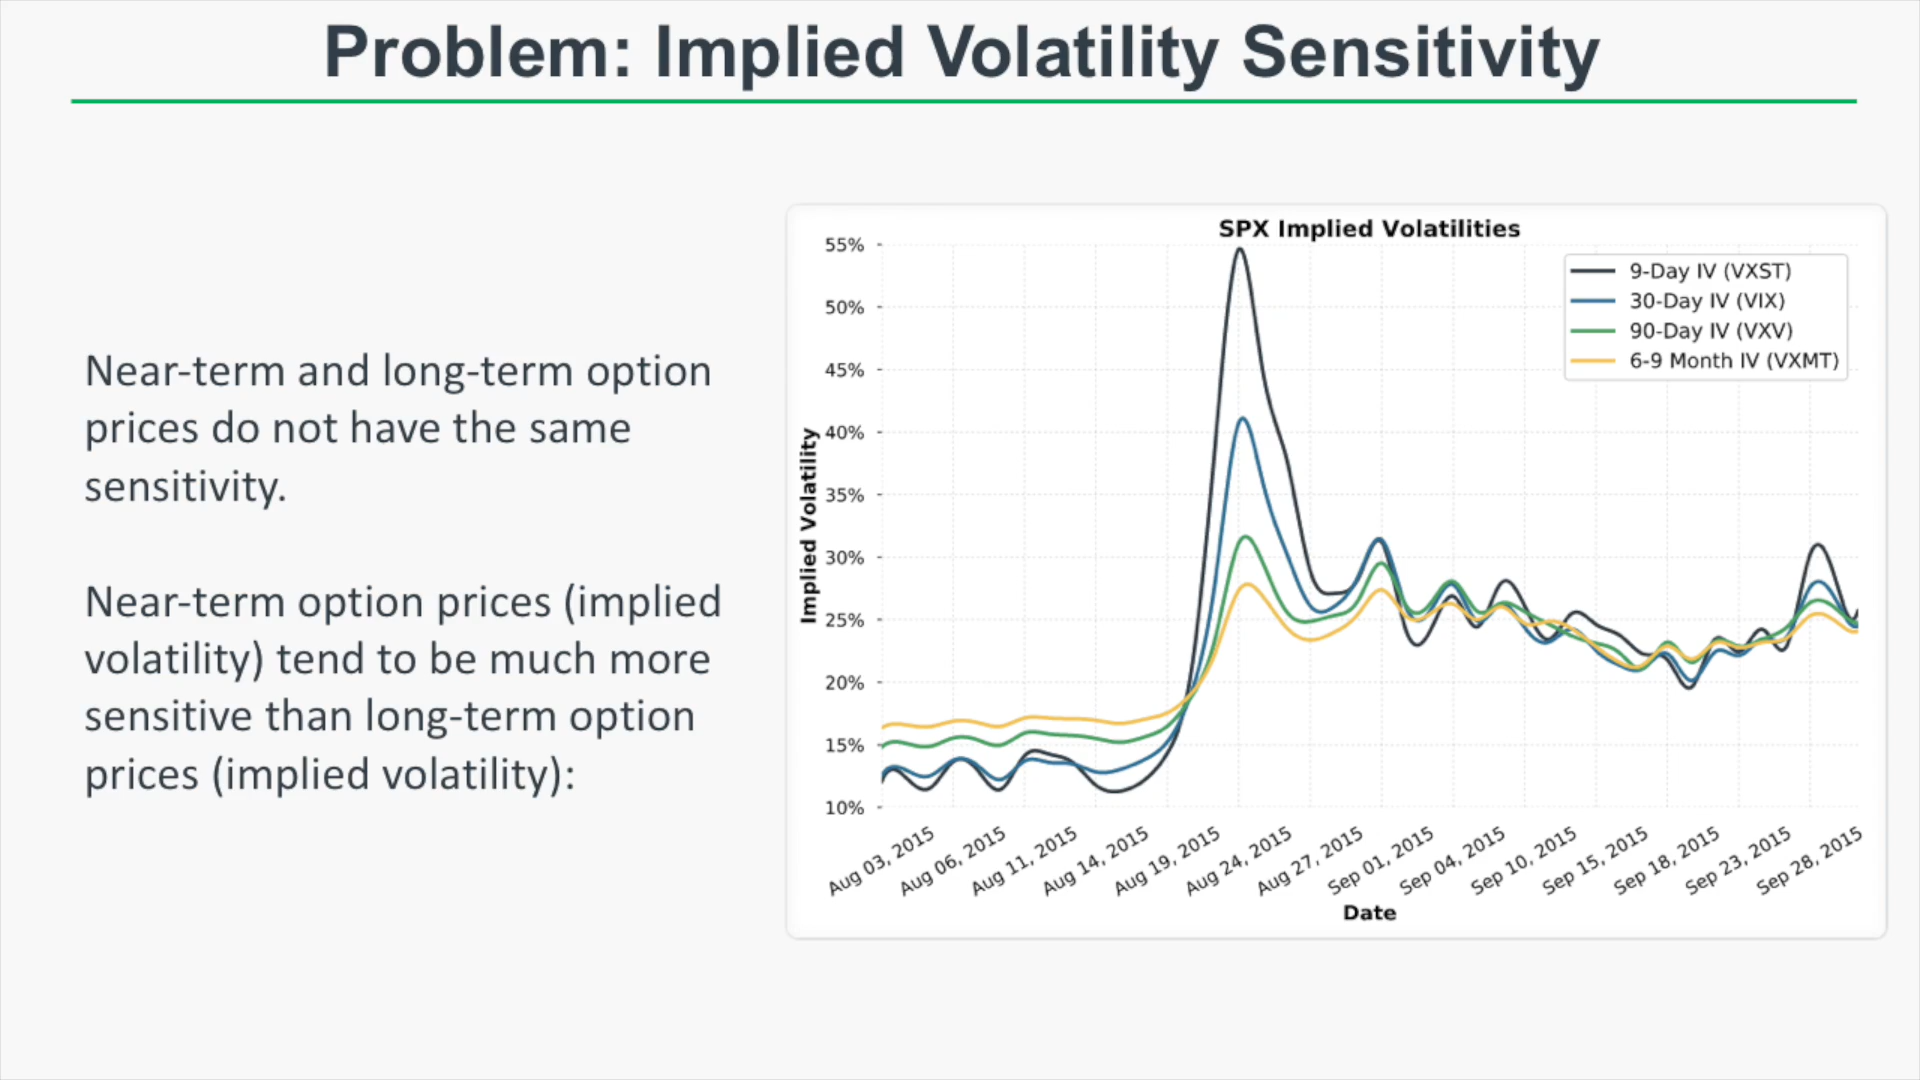 Problem: Implied Volatility Sensitivity
Near-term and long-term option
prices do not have the same
sensitivity.
Near-term option prices (implied
volatility) tend to be much more
sensitive than long-term option
prices (implied volatility):
SPX Implied Volatilities
9-Day IV (VXST)
30-Day IV (VIX)
90-Day IV (VXV)
6-9 Month IV (VXMT)
Implied Volatility
55%
50%
45%
40%
35%
30%
25%
20%
15%
10%
Aug 03, 2015
Aug 06, 2015
Aug 11, 2015
Aug 14, 2015
Aug 19, 2015
Aug 24, 2015
Aug 27, 2015
Sep 01, 2015
Sep 04, 2015
Sep 10, 2015
Sep 15, 2015
Sep 18, 2015
Sep 23, 2015
Sep 28, 2015
Date